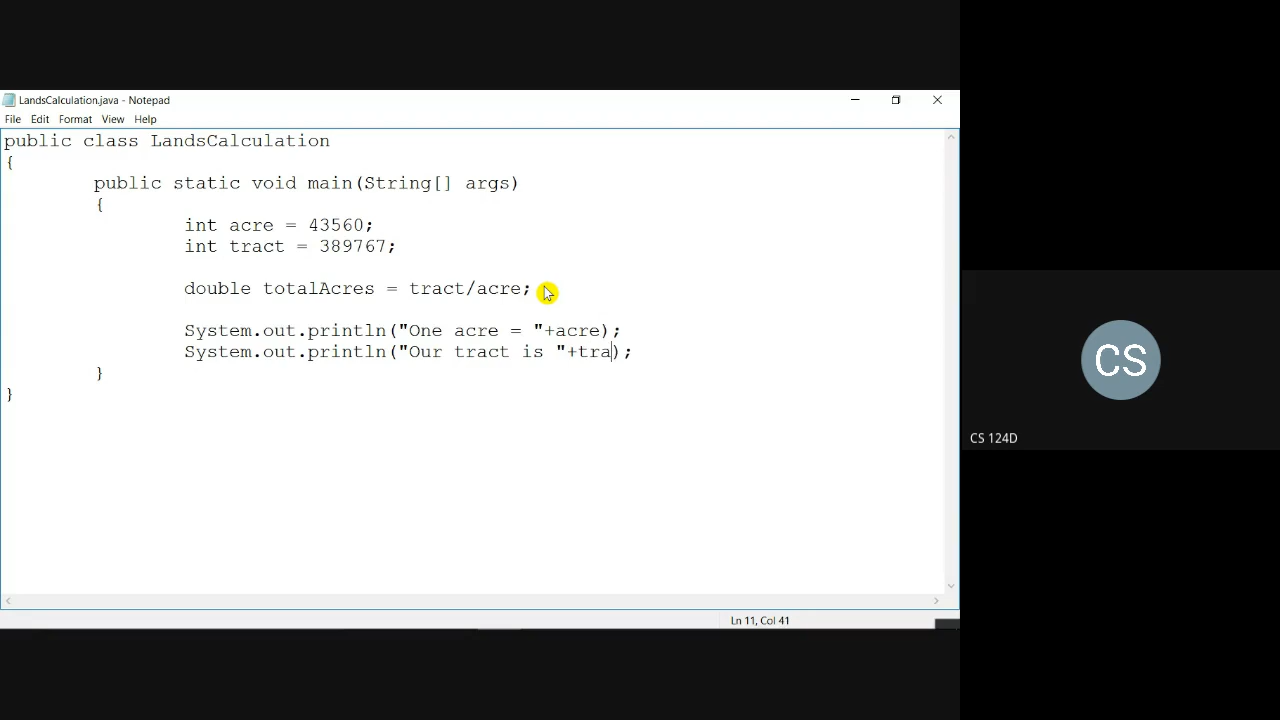 LandsCalculation.java - Notepad
File Edit Format View Help
public class LandsCalculation
{
public static void main(String[] args)
{
int acre = 43560;
int tract = 389767;
double totalAcres = tract/acre;
System.out.println("One acre = "+acre);
System.out.println("Our tract is "+tra);
}
}
Ln 11, Col 41
CS
CS 124D